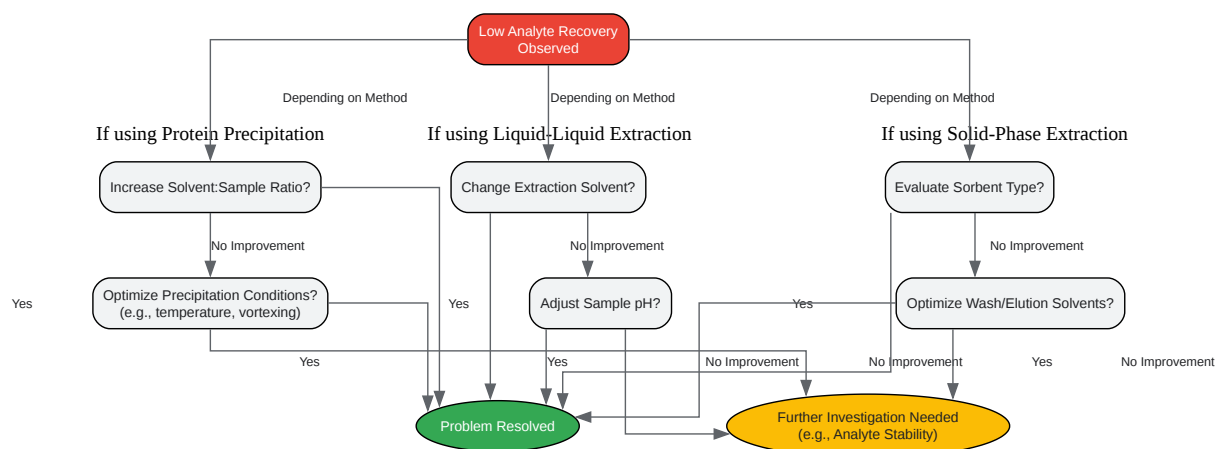 Low Analyte Recovery
Observed
Depending on Method
Depending on Method
Depending on Method
If using Protein Precipitation
If using Liquid-Liquid Extraction
If using Solid-Phase Extraction
Increase Solvent:Sample Ratio?
Change Extraction Solvent?
Evaluate Sorbent Type?
No Improvement
No Improvement
No Improvement
Yes
Optimize Precipitation Conditions?
(e.g., temperature, vortexing)
Yes
Adjust Sample pH?
Yes
Optimize Wash/Elution Solvents?
Yes
Yes
No Improvement
No Improvement
Yes
No Improvement
Problem Resolved
Further Investigation Needed
(e.g., Analyte Stability)